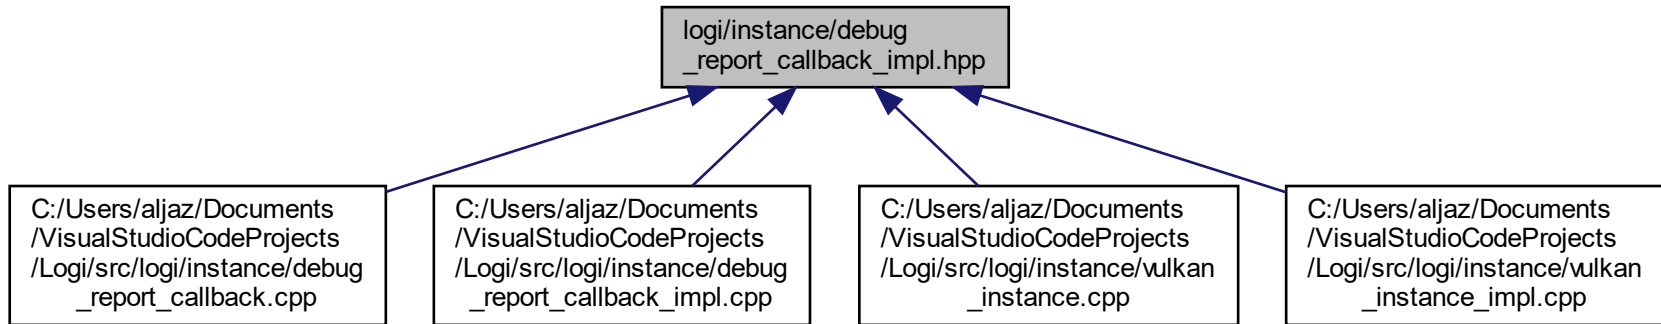 logi/instance/debug
_report_callback_impl.hpp
C:/Users/aljaz/Documents
/VisualStudioCodeProjects
/Logi/src/logi/instance/debug
_report_callback.cpp
C:/Users/aljaz/Documents
/VisualStudioCodeProjects
/Logi/src/logi/instance/debug
_report_callback_impl.cpp
C:/Users/aljaz/Documents
/VisualStudioCodeProjects
/Logi/src/logi/instance/vulkan
_instance.cpp
C:/Users/aljaz/Documents
/VisualStudioCodeProjects
/Logi/src/logi/instance/vulkan
_instance_impl.cpp